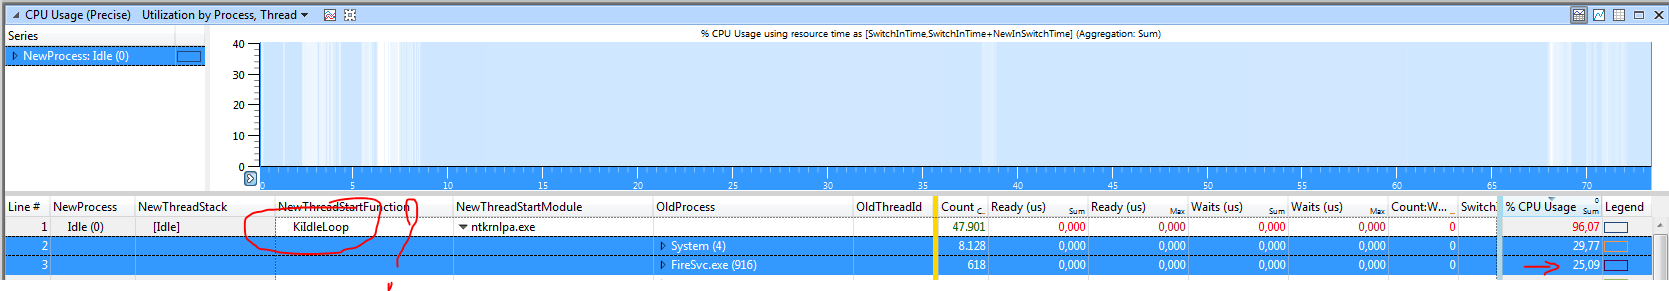 CPU Usage (Precise) Utilization by Process, Thread
Series
NewProcess: Idle (0)
% CPU Usage using resource time as [SwitchInTime,SwitchInTime+NewInSwitchTime] (Aggregation: Sum)
40
30
20
10
0
0 5 10 15 20 25 30 35 40 45 50 55 60 65 70
Line # NewProcess NewThreadStack NewThreadStartFunction NewThreadStartModule OldProcess OldThreadId Count C.. Ready (us) Sum Ready (us) Max Waits (us) Sum Waits (us) Max Count:W... Switch % CPU Usage 0 Sum Legend
1 Idle (0) [Idle] KiIdleLoop ntkrnlpa.exe 47.901 0,000 0,000 0,000 0,000 0 96,07
2 System (4) 8.128 0,000 0,000 0,000 0,000 0 29,77
3 FireSvc.exe (916) 618 0,000 0,000 0,000 0,000 0 25,09